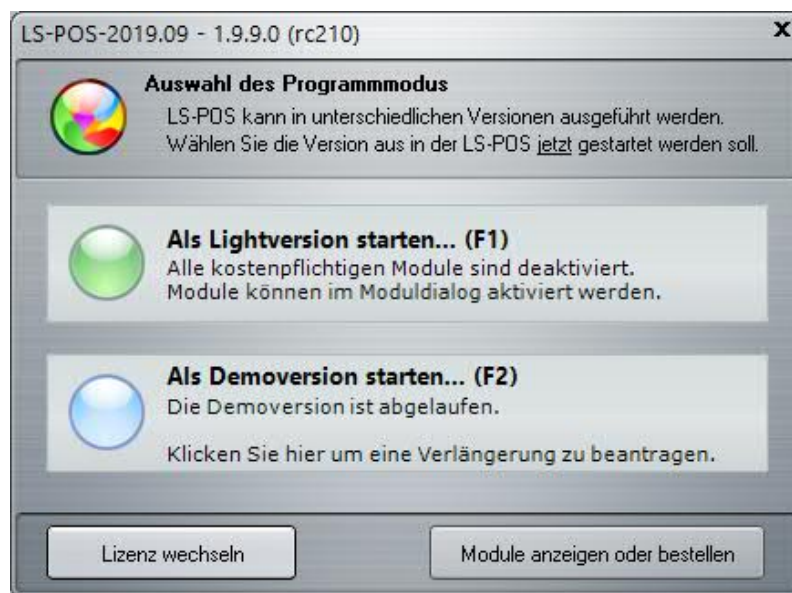 LS-POS-2019.09 - 1.9.9.0 (rc210)
x
Auswahl des Programmmodus
LS-POS kann in unterschiedlichen Versionen ausgeführt werden.
Wählen Sie die Version aus in der LS-POS jetzt gestartet werden soll.
Als Lightversion starten... (F1)
Alle kostenpflichtigen Module sind deaktiviert.
Module können im Moduldialog aktiviert werden.
Als Demoversion starten... (F2)
Die Demoversion ist abgelaufen.
Klicken Sie hier um eine Verlängerung zu beantragen.
Lizenz wechseln
Module anzeigen oder bestellen